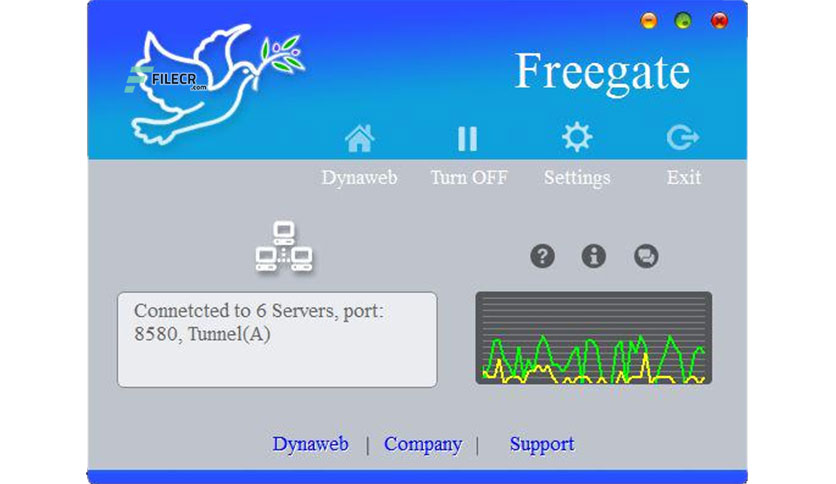 FILECR
.com
Freegate
Dynaweb Turn OFF Settings Exit
Connetcted to 6 Servers, port:
8580, Tunnel(A)
Dynaweb | Company | Support